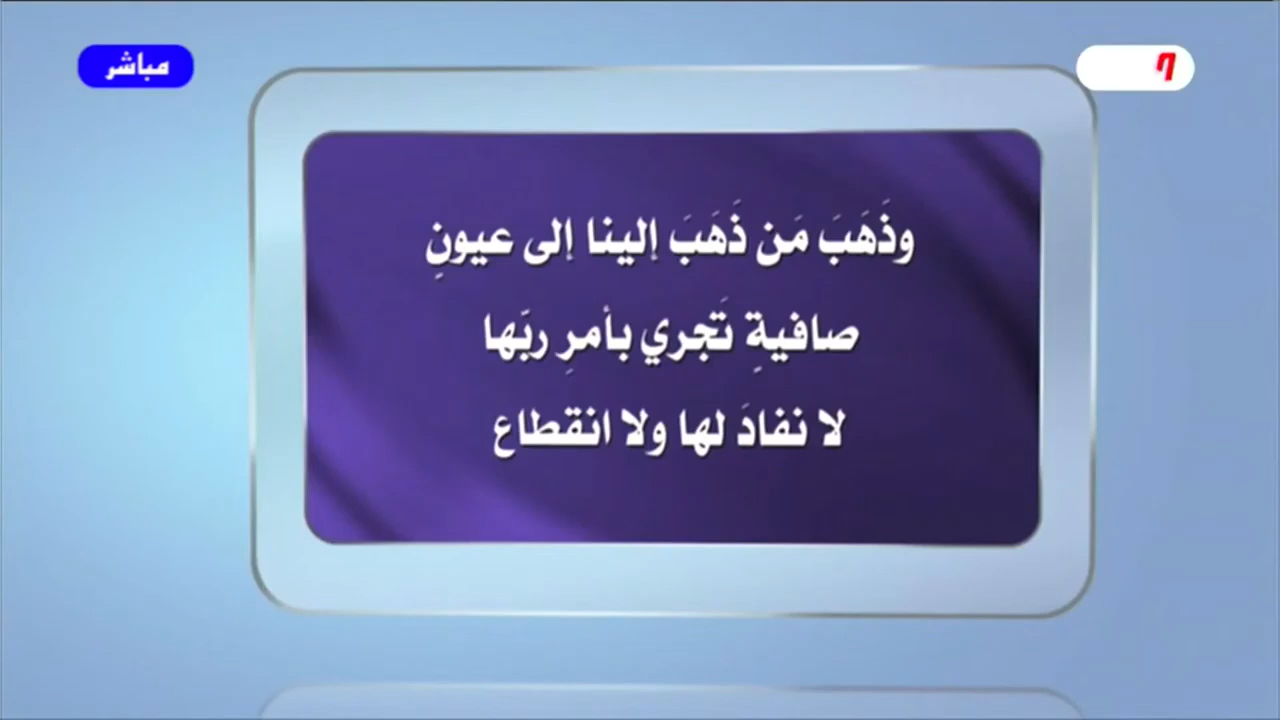 مباشر
وذَهَبَ مَن ذَهَبَ إلينا إلى عيونٍ
صافيةٍ تَجري بأمرِ ربّها
لا نفادَ لها ولا انقطاع